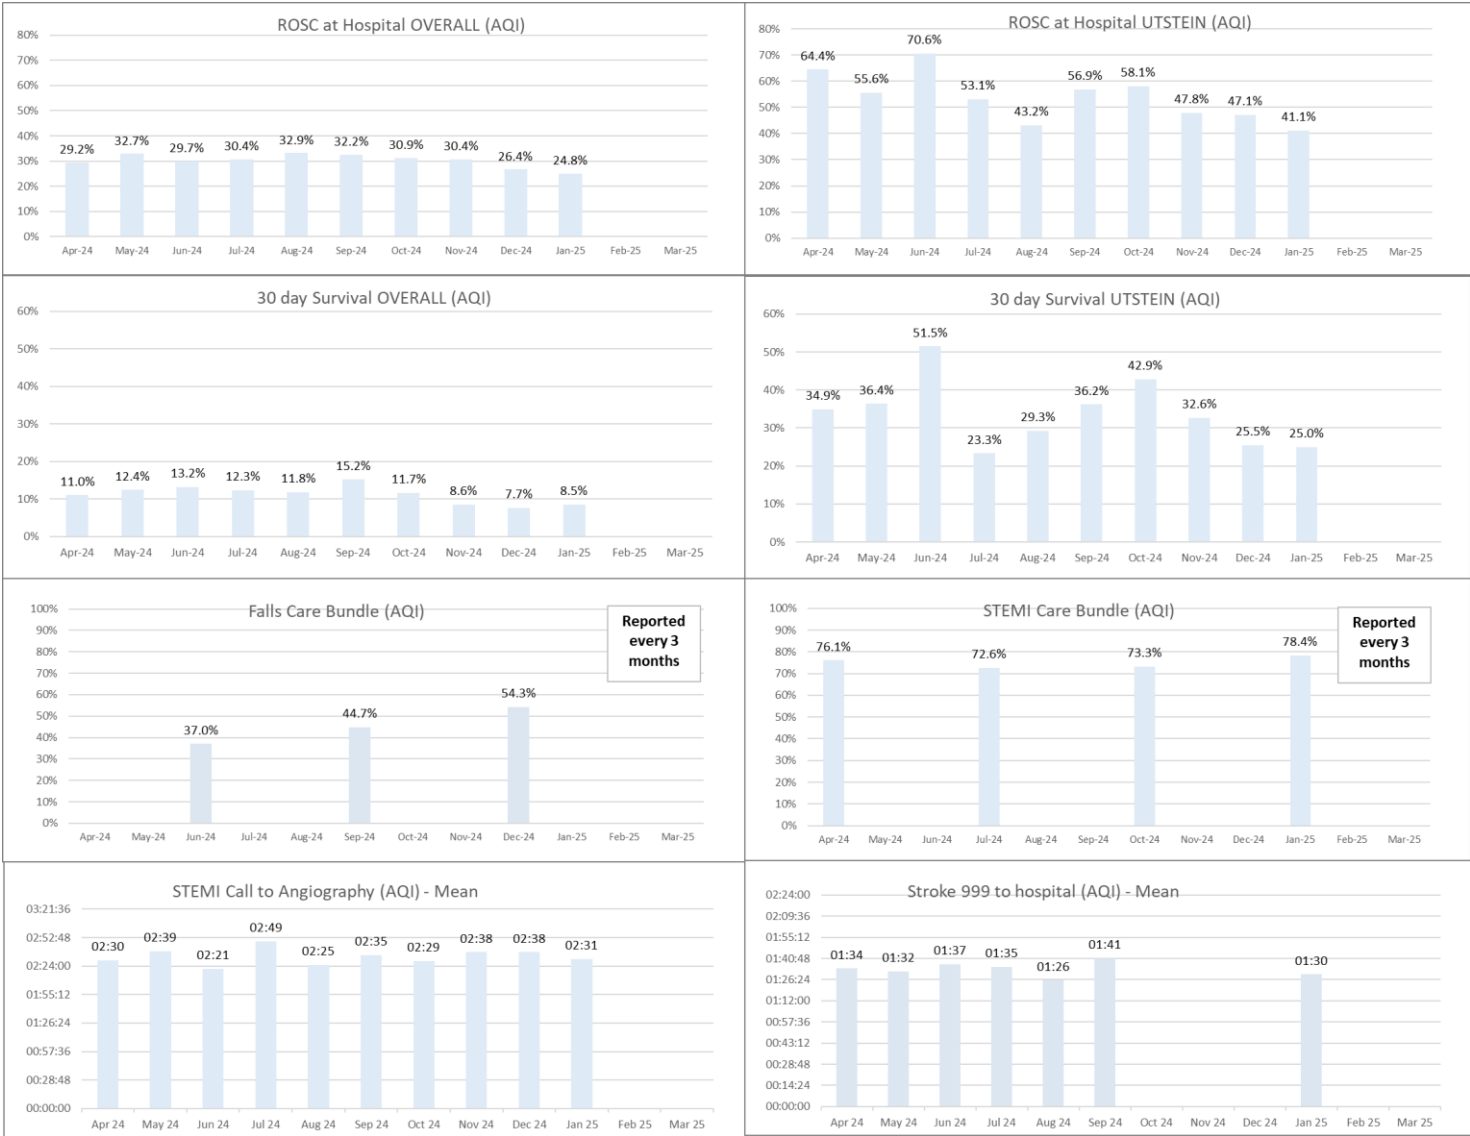 ROSC at Hospital OVERALL (AQI)
80%
70%
60%
50%
40%
30%
20%
10%
0%
29.2% 32.7% 29.7% 30.4% 32.9% 32.2% 30.9% 30.4% 26.4% 24.8%
Apr-24 May-24 Jun-24 Jul-24 Aug-24 Sep-24 Oct-24 Nov-24 Dec-24 Jan-25 Feb-25 Mar-25
ROSC at Hospital UTSTEIN (AQI)
80%
70%
60%
50%
40%
30%
20%
10%
0%
64.4% 55.6% 70.6% 53.1% 43.2% 56.9% 58.1% 47.8% 47.1% 41.1%
Apr-24 May-24 Jun-24 Jul-24 Aug-24 Sep-24 Oct-24 Nov-24 Dec-24 Jan-25 Feb-25 Mar-25
30 day Survival OVERALL (AQI)
60%
50%
40%
30%
20%
10%
0%
11.0% 12.4% 13.2% 12.3% 11.8% 15.2% 11.7% 8.6% 7.7% 8.5%
Apr-24 May-24 Jun-24 Jul-24 Aug-24 Sep-24 Oct-24 Nov-24 Dec-24 Jan-25 Feb-25 Mar-25
30 day Survival UTSTEIN (AQI)
60%
50%
40%
30%
20%
10%
0%
34.9% 36.4% 51.5% 23.3% 29.3% 36.2% 42.9% 32.6% 25.5% 25.0%
Apr-24 May-24 Jun-24 Jul-24 Aug-24 Sep-24 Oct-24 Nov-24 Dec-24 Jan-25 Feb-25 Mar-25
Falls Care Bundle (AQI)
Reported
every 3
months
100%
90%
80%
70%
60%
50%
40%
30%
20%
10%
0%
37.0% 44.7% 54.3%
Apr-24 May-24 Jun-24 Jul-24 Aug-24 Sep-24 Oct-24 Nov-24 Dec-24 Jan-25 Feb-25 Mar-25
STEMI Care Bundle (AQI)
Reported
every 3
months
100%
90%
80%
70%
60%
50%
40%
30%
20%
10%
0%
76.1% 72.6% 73.3% 78.4%
Apr-24 May-24 Jun-24 Jul-24 Aug-24 Sep-24 Oct-24 Nov-24 Dec-24 Jan-25 Feb-25 Mar-25
STEMI Call to Angiography (AQI) - Mean
03:21:36
02:52:48
02:24:00
01:55:12
01:26:24
00:57:36
00:28:48
00:00:00
02:30 02:39 02:21 02:49 02:25 02:35 02:29 02:38 02:38 02:31
Apr 24 May 24 Jun 24 Jul 24 Aug 24 Sep 24 Oct 24 Nov 24 Dec 24 Jan 25 Feb 25 Mar 25
Stroke 999 to hospital (AQI) - Mean
02:24:00
02:09:36
01:55:12
01:40:48
01:26:24
01:12:00
00:57:36
00:43:12
00:28:48
00:14:24
00:00:00
01:34 01:32 01:37 01:35 01:26 01:41 01:30
Apr 24 May 24 Jun 24 Jul 24 Aug 24 Sep 24 Oct 24 Nov 24 Dec 24 Jan 25 Feb 25 Mar 25